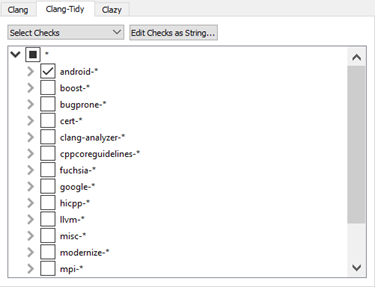 Clang Clang-Tidy Clazy
Select Checks Edit Checks as String...
*
android-*
boost-*
bugprone-*
cert-*
clang-analyzer-*
cppcoreguidelines-*
fuchsia-*
google-*
hicpp-*
llvm-*
misc-*
modernize-*
mpi-*